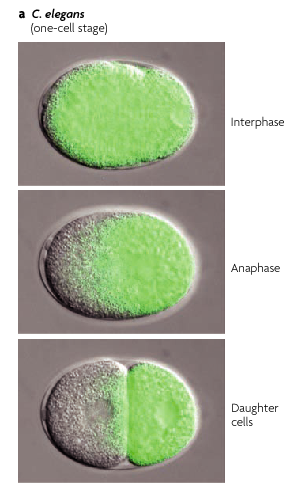 a C. elegans
(one-cell stage)
Interphase
Anaphase
Daughter
cells